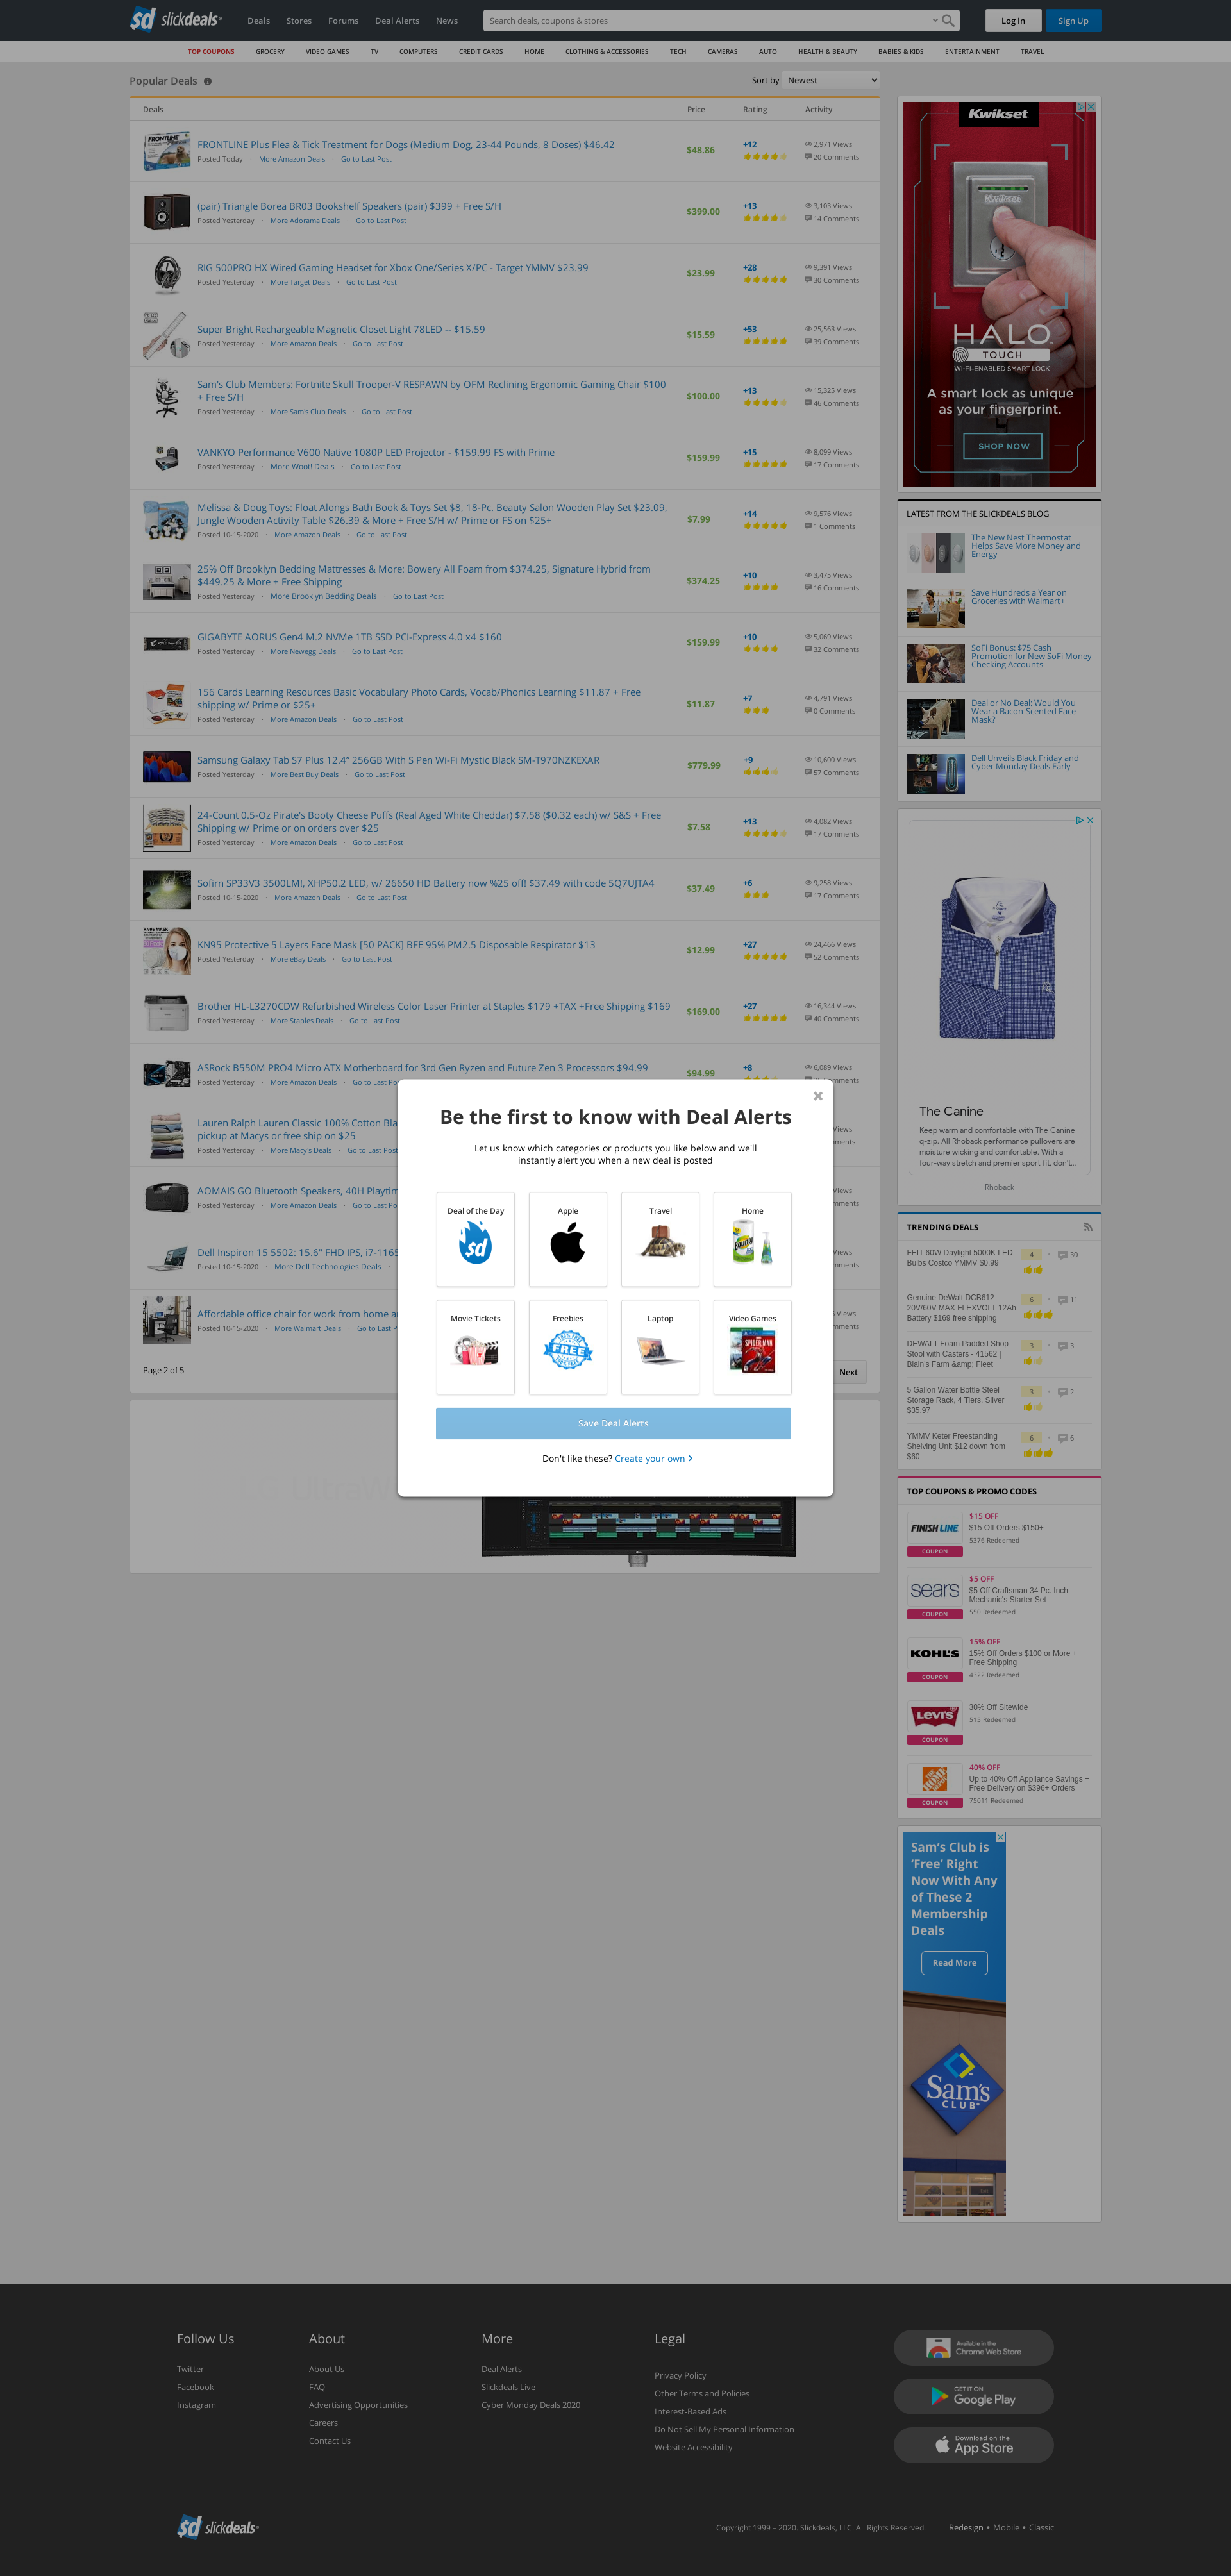 slickdeals
Deals Stores Forums Deal Alerts News
Search deals, coupons & stores
Log In
Sign Up
TOP COUPONS GROCERY VIDEO GAMES TV COMPUTERS CREDIT CARDS HOME CLOTHING & ACCESSORIES TECH CAMERAS AUTO HEALTH & BEAUTY BABIES & KIDS ENTERTAINMENT TRAVEL
Popular Deals
Sort by Newest
Deals Price Rating Activity
FRONTLINE Plus Flea & Tick Treatment for Dogs (Medium Dog, 23-44 Pounds, 8 Doses) $46.42
Posted Today · More Amazon Deals · Go to Last Post
$48.86 +12 2,971 Views
20 Comments
(pair) Triangle Borea BR03 Bookshelf Speakers (pair) $399 + Free S/H
Posted Yesterday · More Adorama Deals · Go to Last Post
$399.00 +13 3,103 Views
14 Comments
RIG 500PRO HX Wired Gaming Headset for Xbox One/Series X/PC - Target YMMV $23.99
Posted Yesterday · More Target Deals · Go to Last Post
$23.99 +28 9,391 Views
30 Comments
Super Bright Rechargeable Magnetic Closet Light 78LED -- $15.59
Posted Yesterday · More Amazon Deals · Go to Last Post
$15.59 +53 25,563 Views
39 Comments
Sam's Club Members: Fortnite Skull Trooper-V RESPAWN by OFM Reclining Ergonomic Gaming Chair $100
+ Free S/H
Posted Yesterday · More Sam's Club Deals · Go to Last Post
$100.00 +13 15,325 Views
46 Comments
VANKYO Performance V600 Native 1080P LED Projector - $159.99 FS with Prime
Posted Yesterday · More Woot! Deals · Go to Last Post
$159.99 +15 8,099 Views
17 Comments
Melissa & Doug Toys: Float Alongs Bath Book & Toys Set $8, 18-Pc. Beauty Salon Wooden Play Set $23.09,
Jungle Wooden Activity Table $26.39 & More + Free S/H w/ Prime or FS on $25+
Posted 10-15-2020 · More Amazon Deals · Go to Last Post
$7.99 +14 9,576 Views
1 Comments
25% Off Brooklyn Bedding Mattresses & More: Bowery All Foam from $374.25, Signature Hybrid from
$449.25 & More + Free Shipping
Posted Yesterday · More Brooklyn Bedding Deals · Go to Last Post
$374.25 +10 3,475 Views
16 Comments
GIGABYTE AORUS Gen4 M.2 NVMe 1TB SSD PCI-Express 4.0 x4 $160
Posted Yesterday · More Newegg Deals · Go to Last Post
$159.99 +10 5,069 Views
32 Comments
156 Cards Learning Resources Basic Vocabulary Photo Cards, Vocab/Phonics Learning $11.87 + Free
shipping w/ Prime or $25+
Posted Yesterday · More Amazon Deals · Go to Last Post
$11.87 +7 4,791 Views
0 Comments
Samsung Galaxy Tab S7 Plus 12.4" 256GB With S Pen Wi-Fi Mystic Black SM-T970NZKEXAR
Posted Yesterday · More Best Buy Deals · Go to Last Post
$779.99 +9 10,600 Views
57 Comments
24-Count 0.5-Oz Pirate's Booty Cheese Puffs (Real Aged White Cheddar) $7.58 ($0.32 each) w/ S&S + Free
Shipping w/ Prime or on orders over $25
Posted Yesterday · More Amazon Deals · Go to Last Post
$7.58 +13 4,082 Views
17 Comments
Sofirn SP33V3 3500LM!, XHP50.2 LED, w/ 26650 HD Battery now %25 off! $37.49 with code 5Q7UJTA4
Posted 10-15-2020 · More Amazon Deals · Go to Last Post
$37.49 +6 9,258 Views
17 Comments
KN95 Protective 5 Layers Face Mask [50 PACK] BFE 95% PM2.5 Disposable Respirator $13
Posted Yesterday · More eBay Deals · Go to Last Post
$12.99 +27 24,466 Views
52 Comments
Brother HL-L3270CDW Refurbished Wireless Color Laser Printer at Staples $179 +TAX +Free Shipping $169
Posted Yesterday · More Staples Deals · Go to Last Post
$169.00 +27 16,344 Views
40 Comments
ASRock B550M PRO4 Micro ATX Motherboard for 3rd Gen Ryzen and Future Zen 3 Processors $94.99
Posted Yesterday · More Amazon Deals · Go to Last Post
$94.99 +8 6,089 Views
Lauren Ralph Lauren Classic 100% Cotton Bla
pickup at Macys or free ship on $25
Posted Yesterday · More Macy's Deals · Go to Last Post
AOMAIS GO Bluetooth Speakers, 40H Playtim
Posted Yesterday · More Amazon Deals · Go to Last Po
Dell Inspiron 15 5502: 15.6" FHD IPS, i7-1165
Posted 10-15-2020 · More Dell Technologies Deals ·
Affordable office chair for work from home a
Posted 10-15-2020 · More Walmart Deals · Go to Last P
Page 2 of 5
Next
Be the first to know with Deal Alerts
Let us know which categories or products you like below and we'll
instantly alert you when a new deal is posted
Deal of the Day Apple Travel Home
Movie Tickets Freebies Laptop Video Games
FREE
SPIDER-MAN
Save Deal Alerts
Don't like these? Create your own
Kwikset
HALO
TOUCH
WI-FI-ENABLED SMART LOCK
A smart lock as unique
as your fingerprint.
SHOP NOW
LATEST FROM THE SLICKDEALS BLOG
The New Nest Thermostat
Helps Save More Money and
Energy
Save Hundreds a Year on
Groceries with Walmart+
SoFi Bonus: $75 Cash
Promotion for New SoFi Money
Checking Accounts
Deal or No Deal: Would You
Wear a Bacon-Scented Face
Mask?
Dell Unveils Black Friday and
Cyber Monday Deals Early
The Canine
Keep warm and comfortable with The Canine
q-zip. All Rhoback performance pullovers are
moisture wicking and comfortable. With a
four-way stretch and premier sport fit, don't...
Rhoback
TRENDING DEALS
FEIT 60W Daylight 5000K LED
Bulbs Costco YMMV $0.99
4 30
Genuine DeWalt DCB612
20V/60V MAX FLEXVOLT 12Ah
Battery $169 free shipping
6 11
DEWALT Foam Padded Shop
Stool with Casters - 41562 |
Blain's Farm &amp; Fleet
3 3
5 Gallon Water Bottle Steel
Storage Rack, 4 Tiers, Silver
$35.97
3 2
YMMV Keter Freestanding
Shelving Unit $12 down from
$60
6 6
TOP COUPONS & PROMO CODES
FINISH LINE
COUPON
$15 OFF
$15 Off Orders $150+
5376 Redeemed
sears
COUPON
$5 OFF
$5 Off Craftsman 34 Pc. Inch
Mechanic's Starter Set
550 Redeemed
KOHL'S
COUPON
15% OFF
15% Off Orders $100 or More +
Free Shipping
4322 Redeemed
Levi's
COUPON
30% Off Sitewide
515 Redeemed
COUPON
40% OFF
Up to 40% Off Appliance Savings +
Free Delivery on $396+ Orders
75011 Redeemed
Sam's Club is
'Free' Right
Now With Any
of These 2
Membership
Deals
Read More
Sam's
CLUB
Follow Us
Twitter
Facebook
Instagram
About
About Us
FAQ
Advertising Opportunities
Careers
Contact Us
More
Deal Alerts
Slickdeals Live
Cyber Monday Deals 2020
Legal
Privacy Policy
Other Terms and Policies
Interest-Based Ads
Do Not Sell My Personal Information
Website Accessibility
Available in the
Chrome Web Store
GET IT ON
Google Play
Download on the
App Store
slickdeals
Copyright 1999 – 2020. Slickdeals, LLC. All Rights Reserved.
Redesign • Mobile • Classic